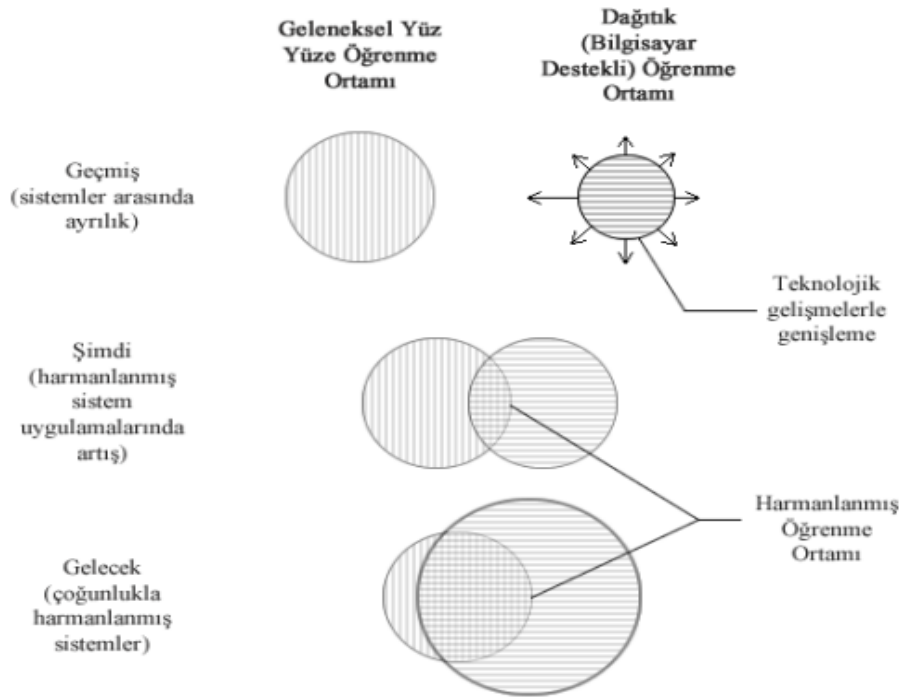 Geleneksel Yüz
Yüze Öğrenme
Ortamı
Dağıtık
(Bilgisayar
Destekli) Öğrenme
Ortamı
Geçmiş
(sistemler arasında
ayrılık)
Teknolojik
gelişmelerle
genişleme
Şimdi
(harmanlanmış
sistem
uygulamalarında
artış)
Harmanlanmış
Öğrenme
Ortamı
Gelecek
(çoğunlukla
harmanlanmış
sistemler)